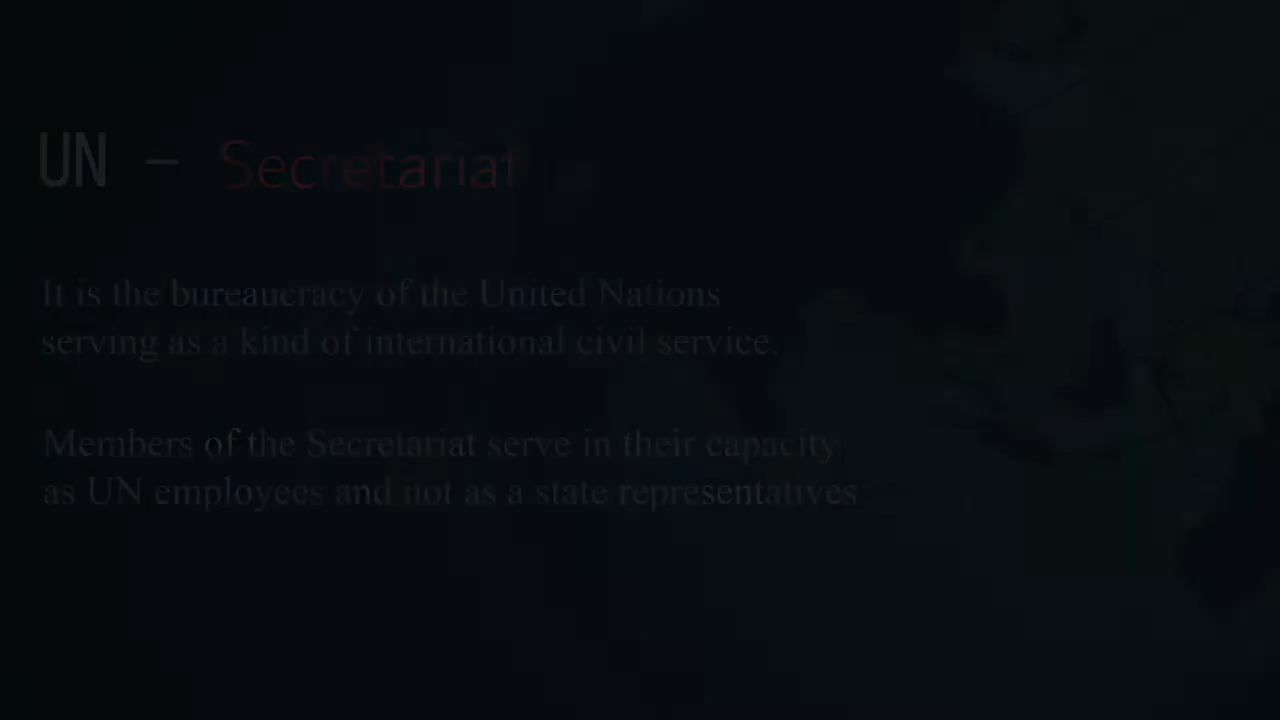 UN - Secretariat
It is the bureaucracy of the United Nations
serving as a kind of international civil service.
Members of the Secretariat serve in their capacity
as UN employees and not as a state representatives